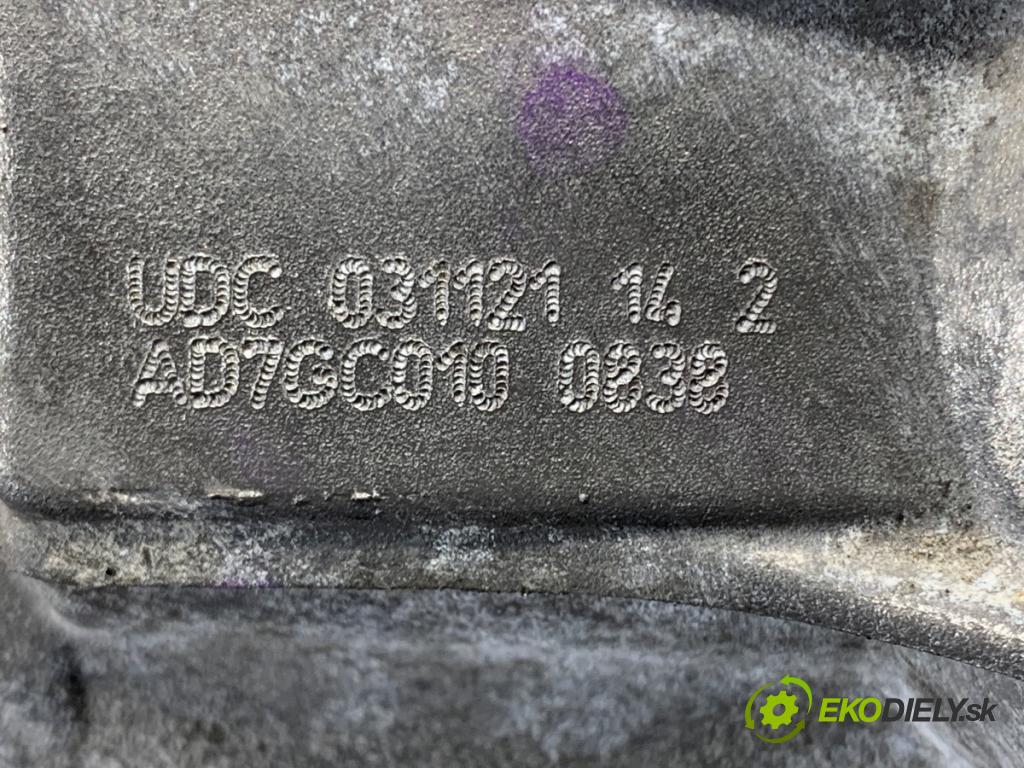 UDC 031121 14 2
AD7GC010 0838
EKODIELY.sk